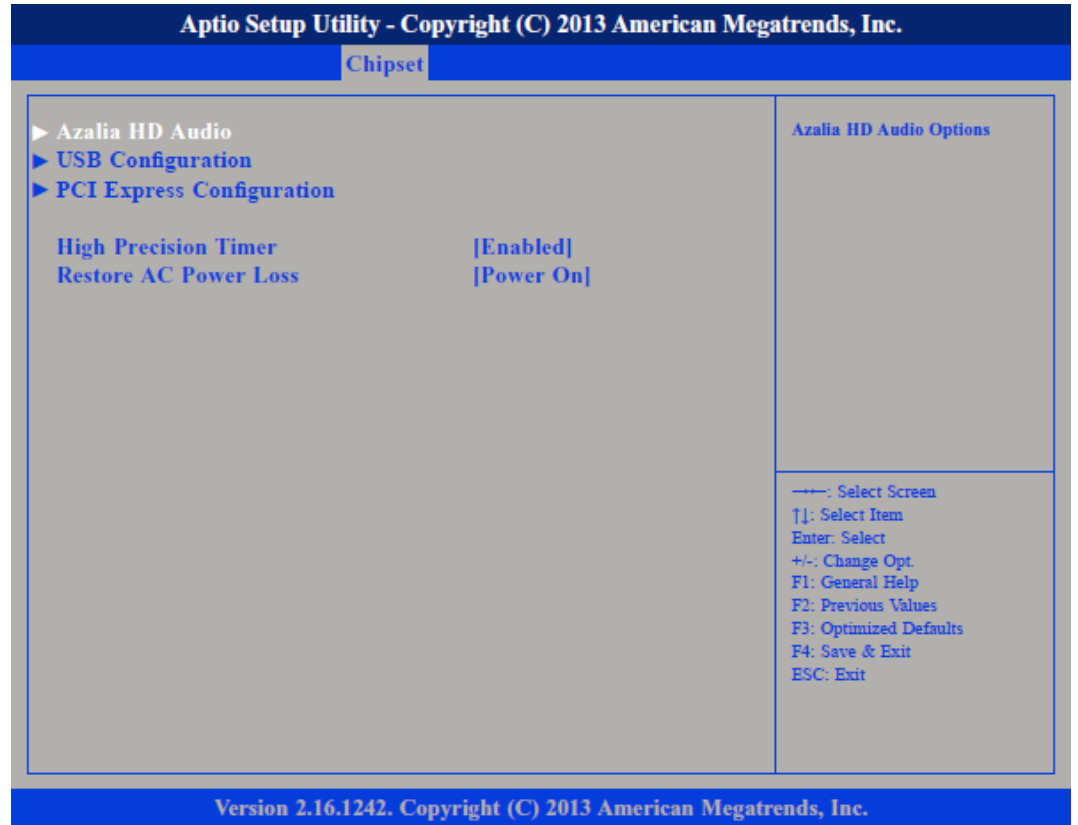 Aptio Setup Utility - Copyright (C) 2013 American Megatrends, Inc.
Chipset
▶ Azalia HD Audio
▶ USB Configuration
▶ PCI Express Configuration
High Precision Timer [Enabled]
Restore AC Power Loss [Power On]
Azalia HD Audio Options
→←: Select Screen
↑↓: Select Item
Enter: Select
+/-: Change Opt.
F1: General Help
F2: Previous Values
F3: Optimized Defaults
F4: Save & Exit
ESC: Exit
Version 2.16.1242. Copyright (C) 2013 American Megatrends, Inc.